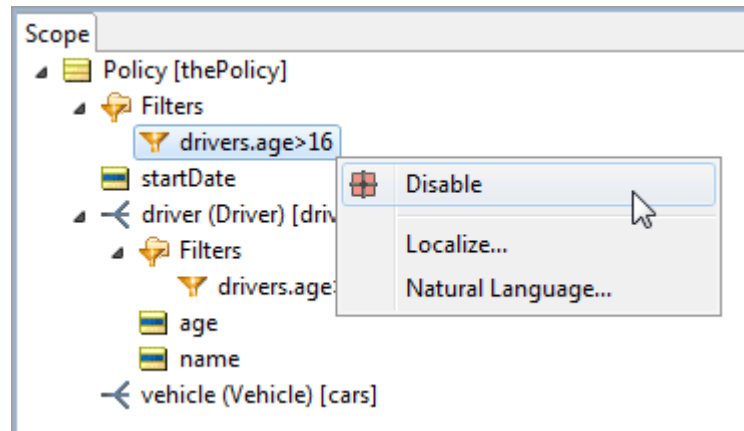 Scope
Policy [thePolicy]
Filters
drivers.age>16
startDate
Disable
driver (Driver) [driv
Filters
Localize...
drivers.age
Natural Language...
age
name
vehicle (Vehicle) [cars]